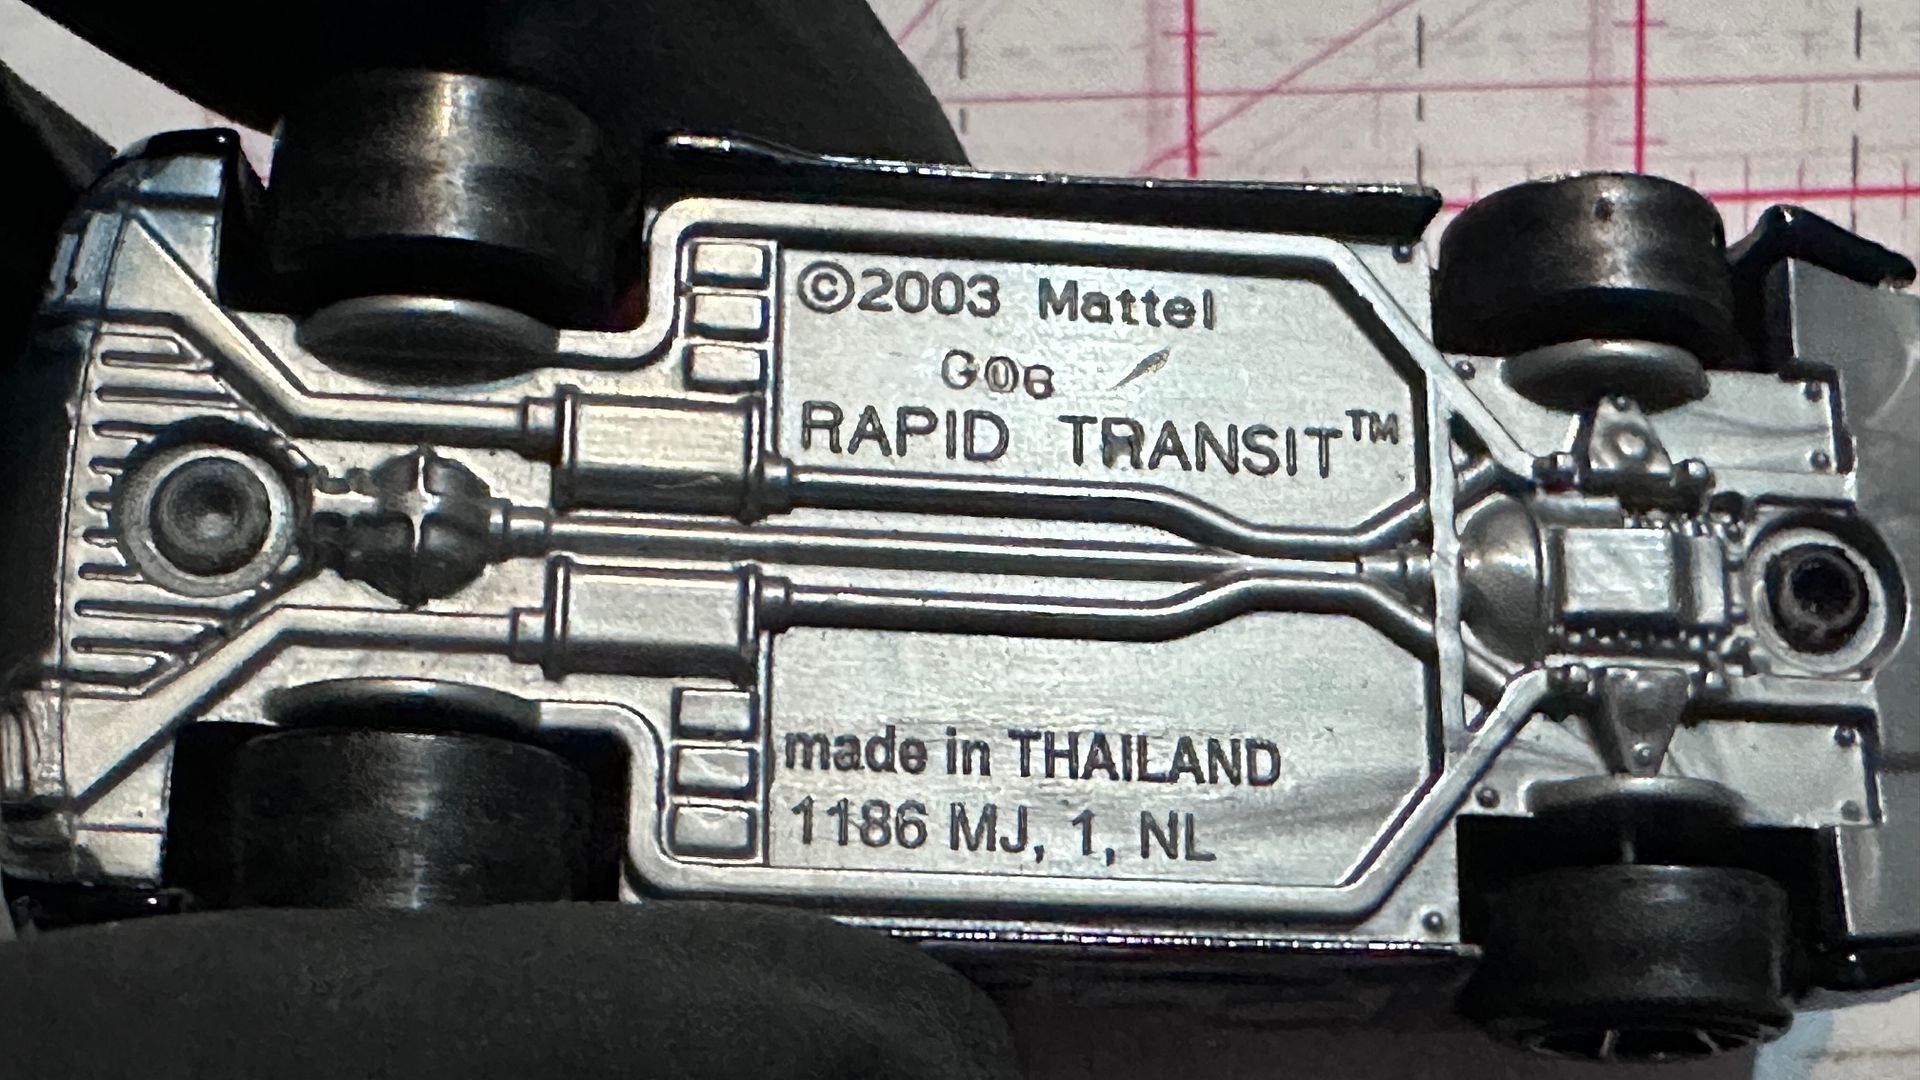 ©2003 Mattel
G06
RAPID TRANSIT™
made in THAILAND
1186 MJ, 1, NL